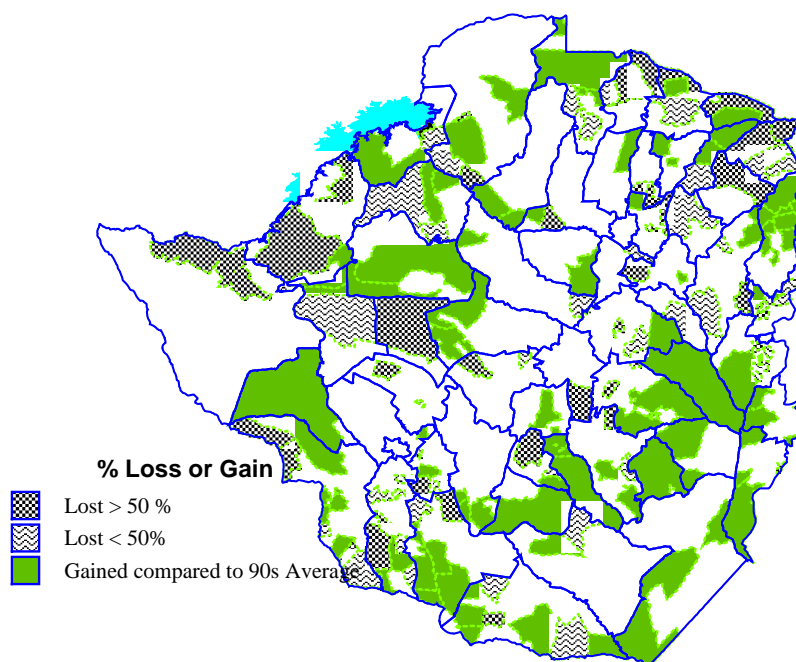 % Loss or Gain
Lost > 50 %
Lost < 50%
Gained compared to 90s Average